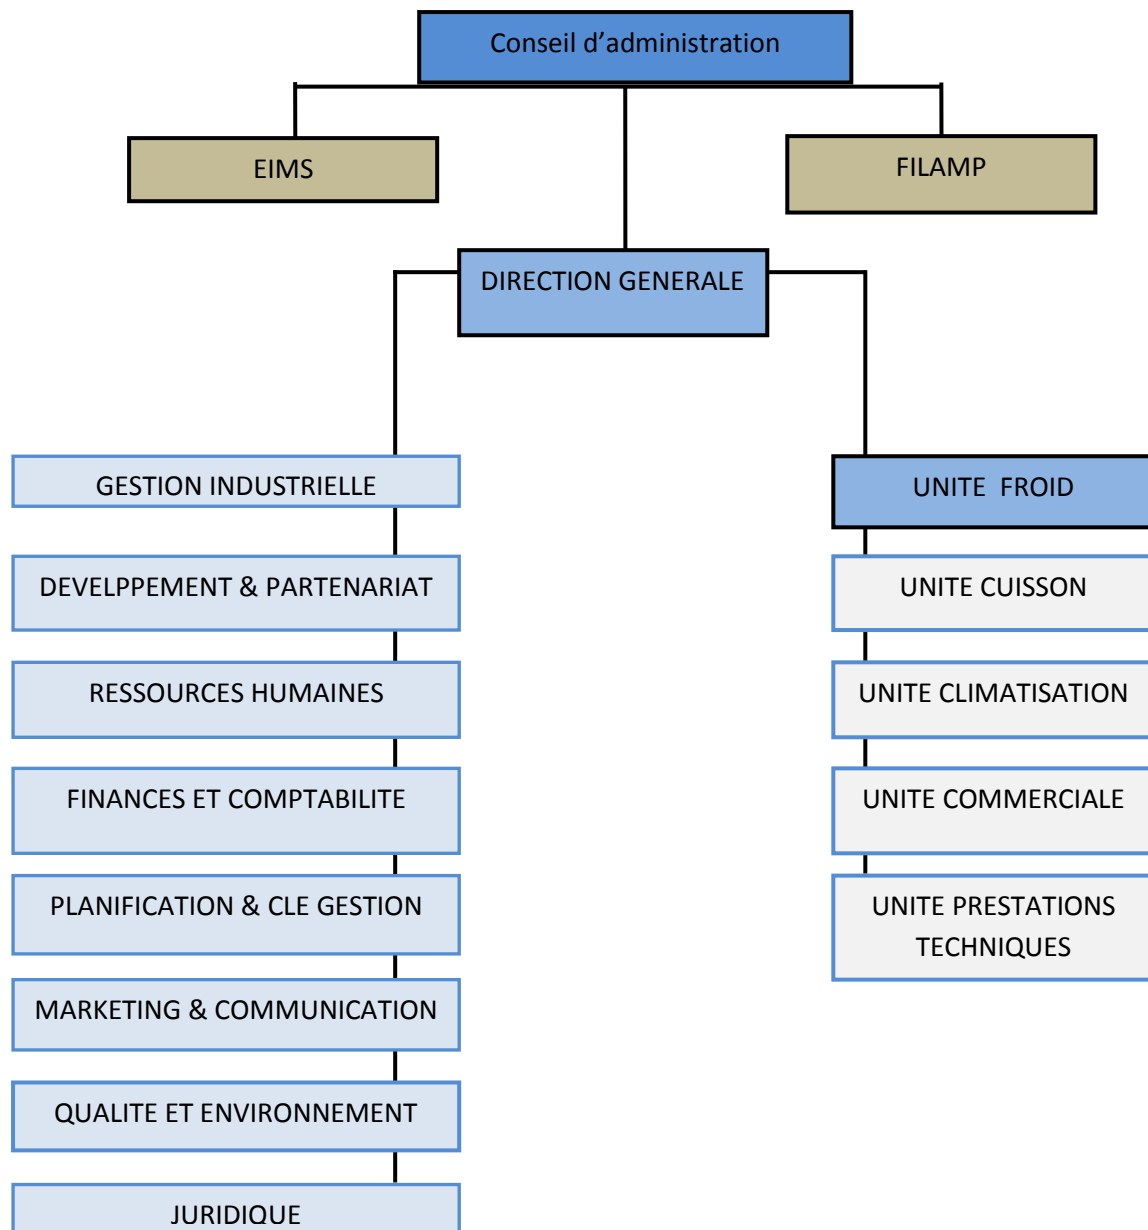 Conseil d’administration
EIMS
FILAMP
DIRECTION GENERALE
GESTION INDUSTRIELLE
DEVELPPEMENT & PARTENARIAT
RESSOURCES HUMAINES
FINANCES ET COMPTABILITE
PLANIFICATION & CLE GESTION
MARKETING & COMMUNICATION
QUALITE ET ENVIRONNEMENT
JURIDIQUE
UNITE FROID
UNITE CUISSON
UNITE CLIMATISATION
UNITE COMMERCIALE
UNITE PRESTATIONS
TECHNIQUES